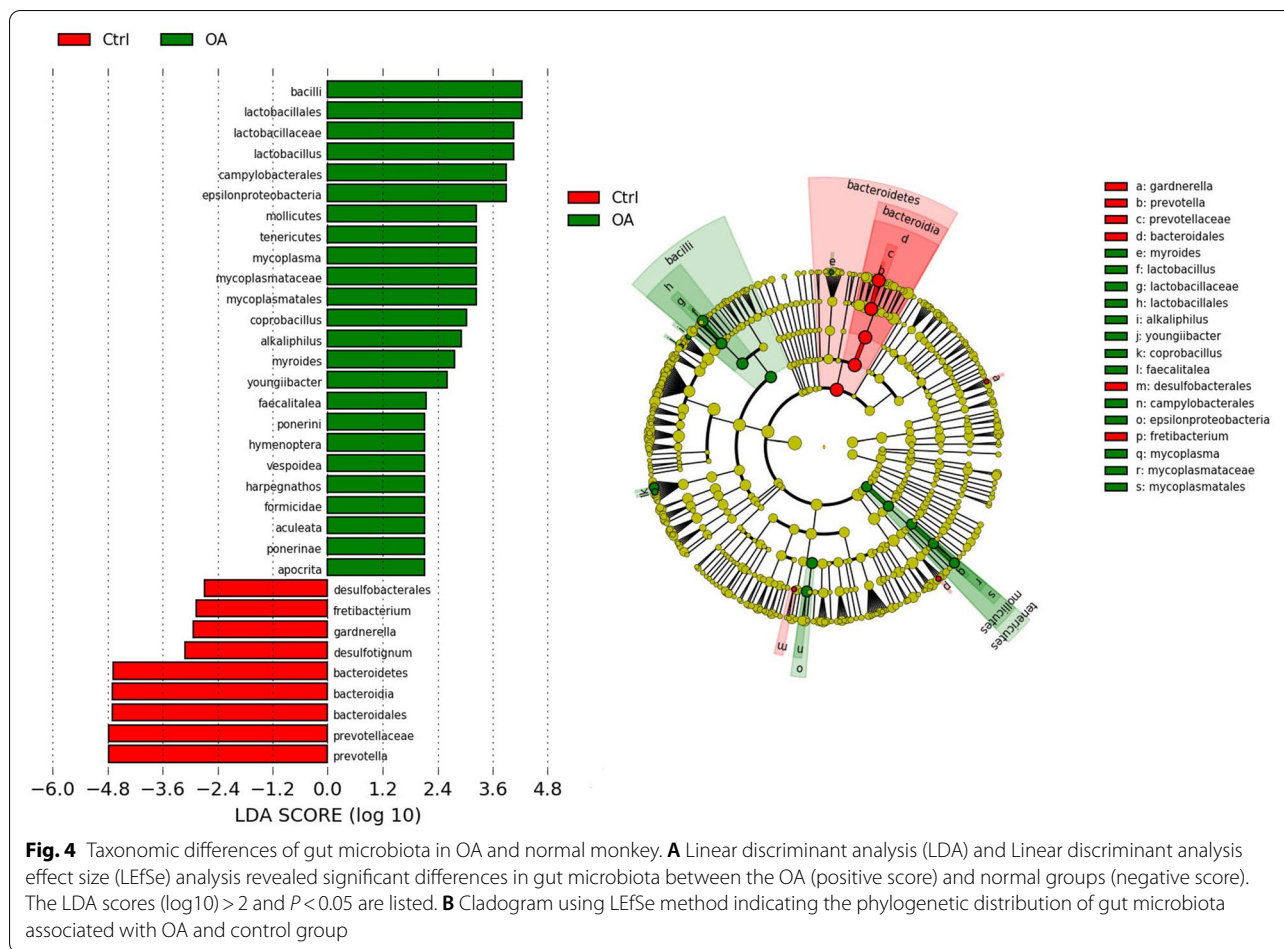 Ctrl OA
bacilli
lactobacillales
lactobacillaceae
lactobacillus
campylobacterales
epsilonproteobacteria
mollicutes
tenericutes
mycoplasma
mycoplasmataceae
mycoplasmatales
coprobacillus
alkaliphilus
myroides
youngiibacter
faecalitalea
ponerini
hymenoptera
vespoidea
harpegnathos
formicidae
aculeata
ponerinae
apocrita
desulfobacterales
fretibacterium
gardnerella
desulfotignum
bacteroidetes
bacteroidia
bacteroidales
prevotellaceae
prevotella
−6.0 −4.8 −3.6 −2.4 −1.2 0.0 1.2 2.4 3.6 4.8
LDA SCORE (log 10)
Ctrl
OA
bacteroidetes
bacteroidia
d
c
b
e
bacilli
h
g
a
k
p
r
s
mollicutes
tenericutes
m
n
o
a: gardnerella
b: prevotella
c: prevotellaceae
d: bacteroidales
e: myroides
f: lactobacillus
g: lactobacillaceae
h: lactobacillales
i: alkaliphilus
j: youngiibacter
k: coprobacillus
l: faecalitalea
m: desulfobacterales
n: campylobacterales
o: epsilonproteobacteria
p: fretibacterium
q: mycoplasma
r: mycoplasmataceae
s: mycoplasmatales
Fig. 4 Taxonomic differences of gut microbiota in OA and normal monkey. A Linear discriminant analysis (LDA) and Linear discriminant analysis
effect size (LEfSe) analysis revealed significant differences in gut microbiota between the OA (positive score) and normal groups (negative score).
The LDA scores (log10) > 2 and P < 0.05 are listed. B Cladogram using LEfSe method indicating the phylogenetic distribution of gut microbiota
associated with OA and control group